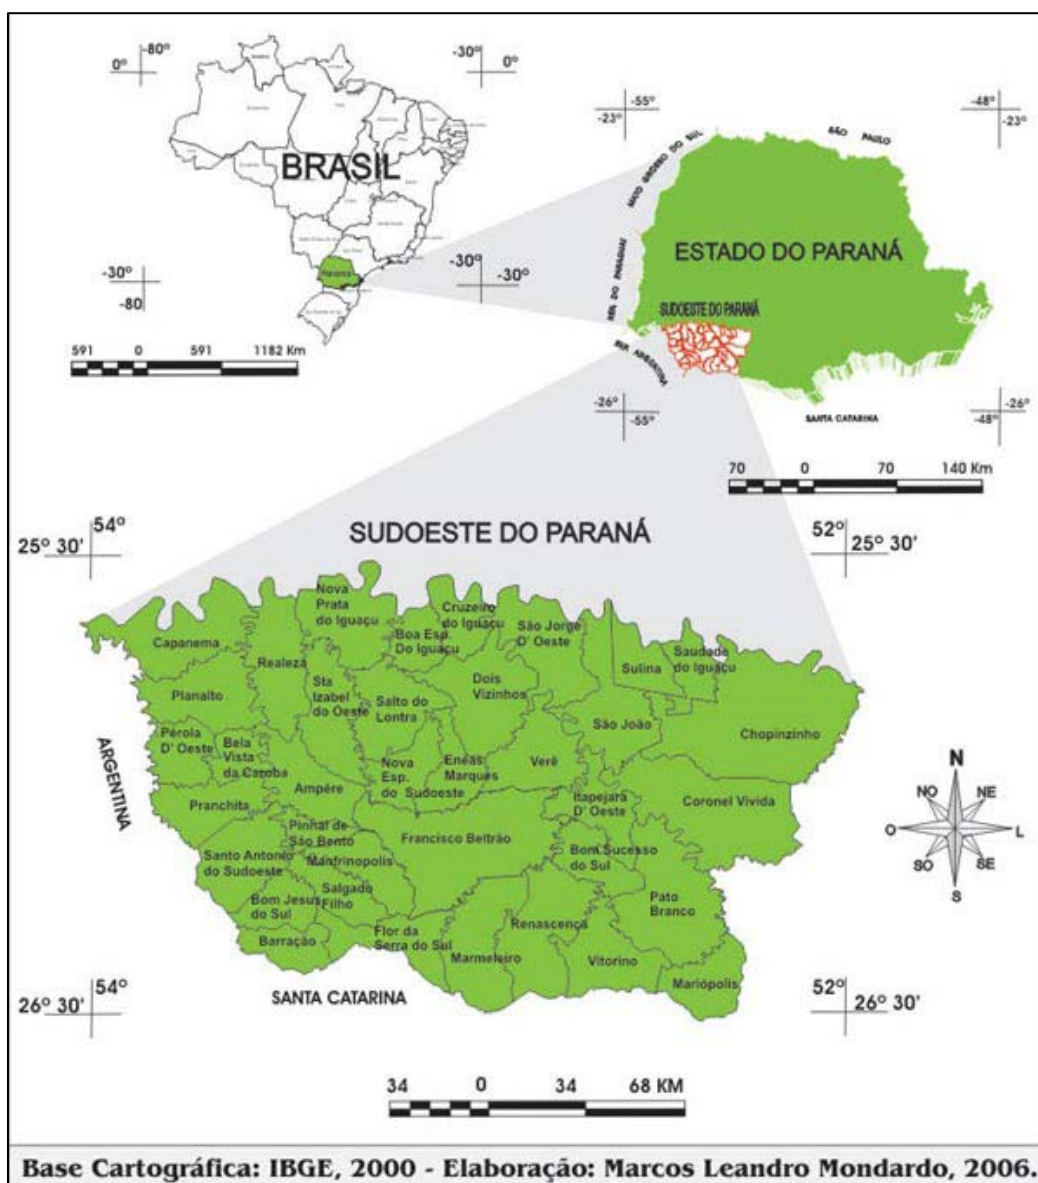 -80°
0°
-30°
0°
BRASIL
Paraná
-30°
-80
-30°
-30°
591 0 591 1182 Km
-55°
-23°
-48°
-23°
MATO GROSSO DO SUL
SÃO PAULO
REP. DO PARAGUAI
ESTADO DO PARANÁ
SUDOESTE DO PARANÁ
REP. ARGENTINA
-26°
-55°
-26°
-48°
SANTA CATARINA
70 0 70 140 Km
SUDOESTE DO PARANÁ
54°
25° 30'
52°
25° 30'
Nova
Prata
do Iguaçu
Cruzeiro
do Iguaçu
Boa Esp.
Do Iguaçu
São Jorge
D' Oeste
Capanema
Realeza
Sulina
Saudade
do Iguaçu
Planalto
Sta
Izabel
do Oeste
Salto do
Lontra
Dois
Vizinhos
São João
Chopinzinho
Pérola
D' Oeste
Bela
Vista
da Caroba
Nova
Esp.
do Sudoeste
Enéas
Marques
Verê
ARGENTINA
Ampére
Pranchita
Itapejara
D' Oeste
Coronel Vivida
Pinhal de
São Bento
Francisco Beltrão
Santo Antonio
do Sudoeste
Manfrinopolis
Bom Sucesso
do Sul
Salgado
Filho
Bom Jesus
do Sul
Pato
Branco
Renascença
Flor da
Serra do Sul
Barração
Marmeleiro
Vitorino
Mariópolis
SANTA CATARINA
N
NO NE
O L
SO SE
S
54°
26° 30'
52°
26° 30'
34 0 34 68 KM
Base Cartográfica: IBGE, 2000 - Elaboração: Marcos Leandro Mondardo, 2006.